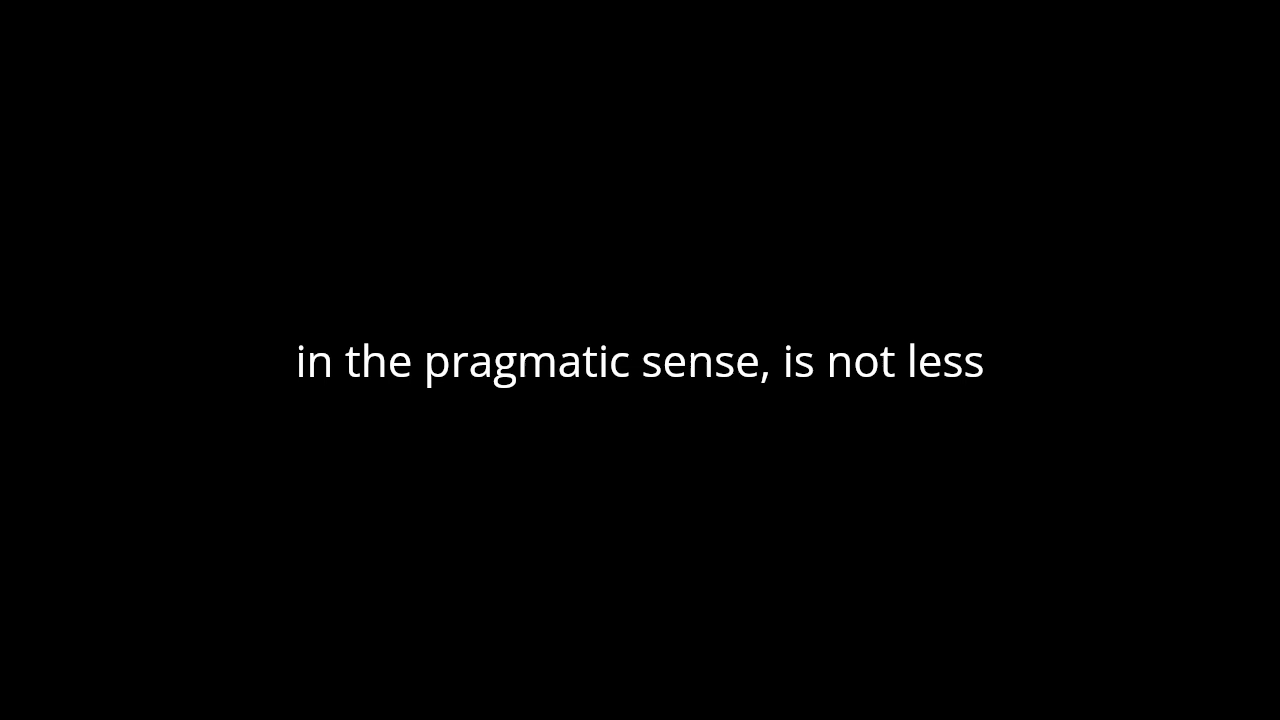 in the pragmatic sense, is not less